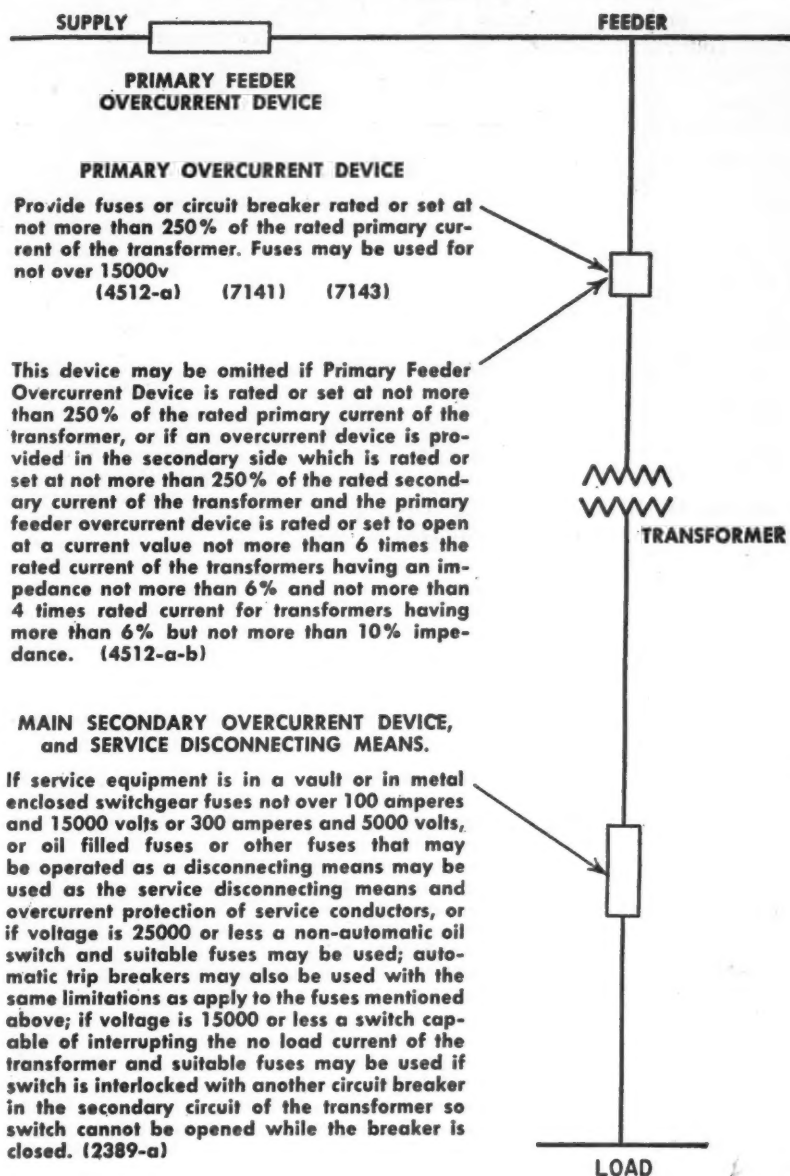 SUPPLY
FEEDER
PRIMARY FEEDER
OVERCURRENT DEVICE
PRIMARY OVERCURRENT DEVICE
Provide fuses or circuit breaker rated or set at
not more than 250% of the rated primary cur-
rent of the transformer. Fuses may be used for
not over 15000v
(4512-a) (7141) (7143)
This device may be omitted if Primary Feeder
Overcurrent Device is rated or set at not more
than 250% of the rated primary current of the
transformer, or if an overcurrent device is pro-
vided in the secondary side which is rated or
set at not more than 250% of the rated second-
ary current of the transformer and the primary
feeder overcurrent device is rated or set to open
at a current value not more than 6 times the
rated current of the transformers having an im-
pedance not more than 6% and not more than
4 times rated current for transformers having
more than 6% but not more than 10% impe-
dance. (4512-a-b)
TRANSFORMER
MAIN SECONDARY OVERCURRENT DEVICE,
and SERVICE DISCONNECTING MEANS.
If service equipment is in a vault or in metal
enclosed switchgear fuses not over 100 amperes
and 15000 volts or 300 amperes and 5000 volts,
or oil filled fuses or other fuses that may
be operated as a disconnecting means may be
used as the service disconnecting means and
overcurrent protection of service conductors, or
if voltage is 25000 or less a non-automatic oil
switch and suitable fuses may be used; auto-
matic trip breakers may also be used with the
same limitations as apply to the fuses mentioned
above; if voltage is 15000 or less a switch cap-
able of interrupting the no load current of the
transformer and suitable fuses may be used if
switch is interlocked with another circuit breaker
in the secondary circuit of the transformer so
switch cannot be opened while the breaker is
closed. (2389-a)
LOAD